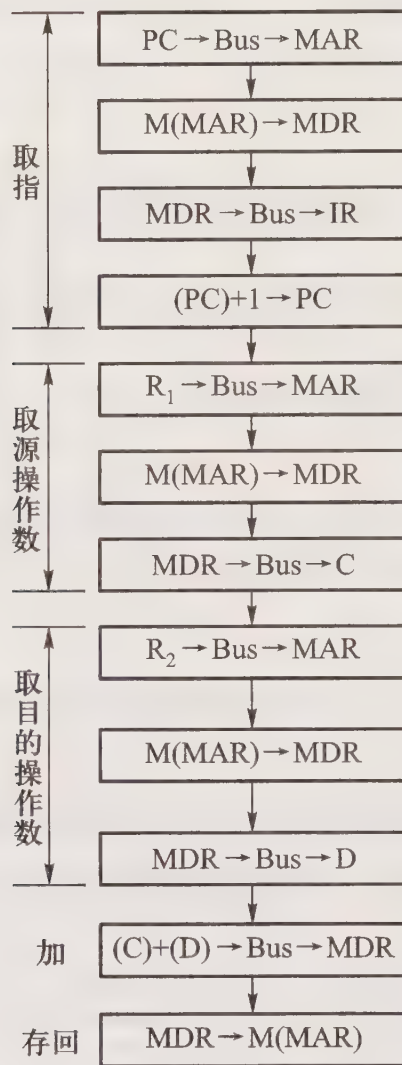 PC→Bus→MAR
M(MAR)→MDR
MDR→Bus→IR
(PC)+1→PC
取指
R₁→Bus→MAR
M(MAR)→MDR
MDR→Bus→C
取源操作数
R₂→Bus→MAR
M(MAR)→MDR
MDR→Bus→D
取目的操作数
加
(C)+(D)→Bus→MDR
存回
MDR→M(MAR)